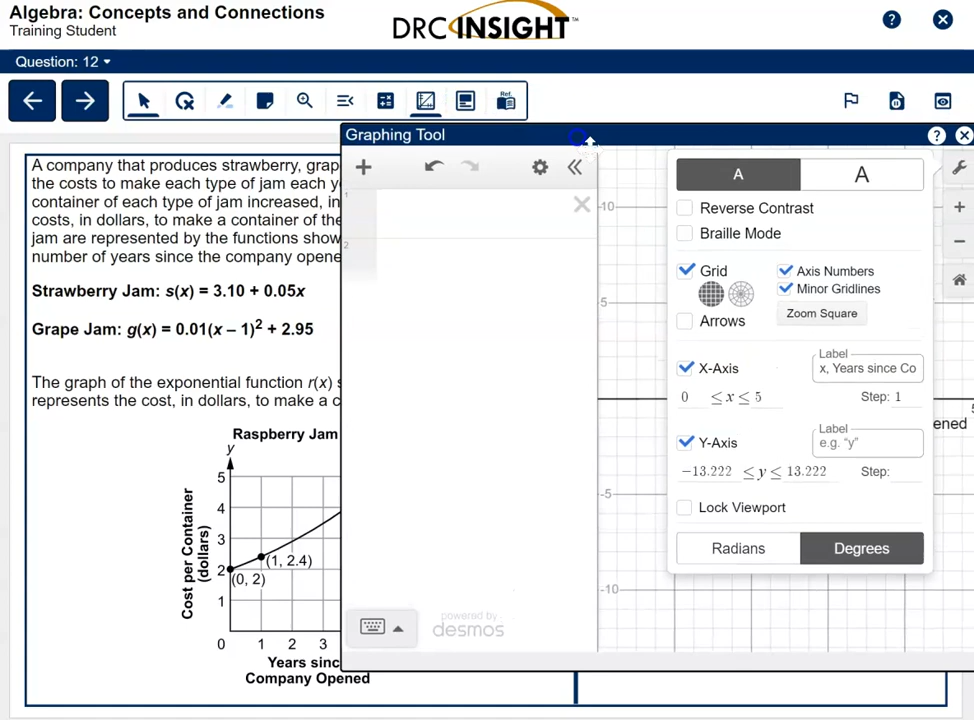 Algebra: Concepts and Connections
Training Student
DRC INSIGHT™
Question: 12
Ref.
Graphing Tool
A company that produces strawberry, grap
the costs to make each type of jam each y
container of each type of jam increased, in
costs, in dollars, to make a container of the
jam are represented by the functions show
number of years since the company opene
Strawberry Jam: s(x) = 3.10 + 0.05x
Grape Jam: g(x) = 0.01(x – 1)² + 2.95
The graph of the exponential function r(x) s
represents the cost, in dollars, to make a c
Raspberry Jam
y
5
4
3
2
1
0
1 2 3
(1, 2.4)
(0, 2)
Cost per Container
(dollars)
Years sinc
Company Opened
1
2
powered by
desmos
10
5
-5
-10
5
ened
A A
Reverse Contrast
Braille Mode
Grid
Axis Numbers
Minor Gridlines
Arrows
Zoom Square
X-Axis
Label
x, Years since Co
0 ≤ x ≤ 5
Step: 1
Y-Axis
Label
e.g. “y”
−13.222 ≤ y ≤ 13.222
Step:
Lock Viewport
Radians Degrees